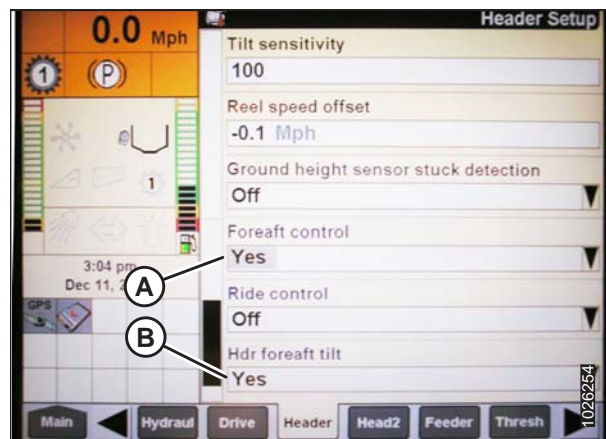 0.0 Mph
Header Setup
1
(P)
Tilt sensitivity
100
Reel speed offset
-0.1 Mph
Ground height sensor stuck detection
Off
1
Foreaft control
Yes
3:04 pm
Dec 11, 2
A
GPS
Ride control
Off
B
Hdr foreaft tilt
Yes
1026254
Main
Hydraul
Drive
Header
Head2
Feeder
Thresh